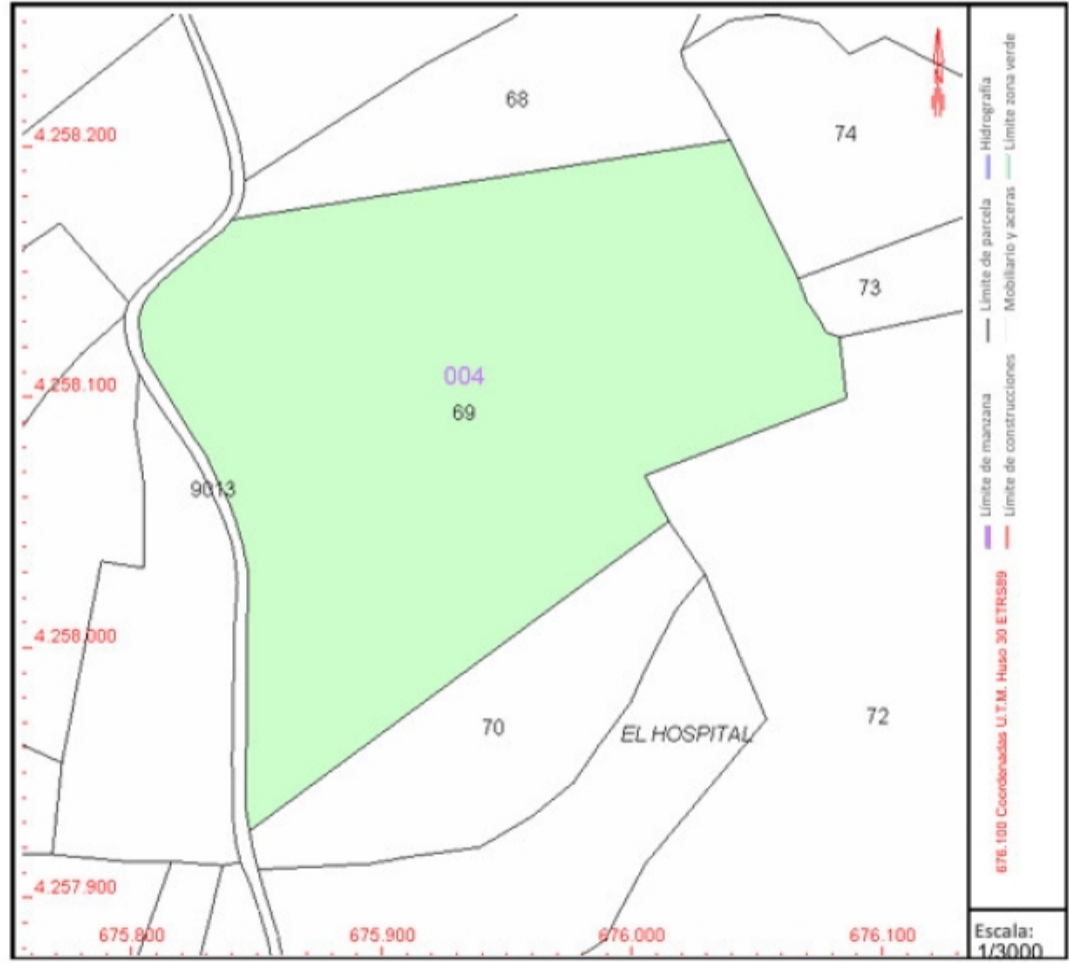 68
4.258.200
74
73
4.258.100
004
69
9013
4.258.000
70
EL HOSPITAL
72
4.257.900
675.800
675.900
676.000
676.100
Límite de manzana
Límite de parcela
Hidrografía
676.100 Coordenadas U.T.M. Huso 30 ETRS89
Límite de construcciones
Mobiliario y aceras
Límite zona verde
Escala:
1/3000